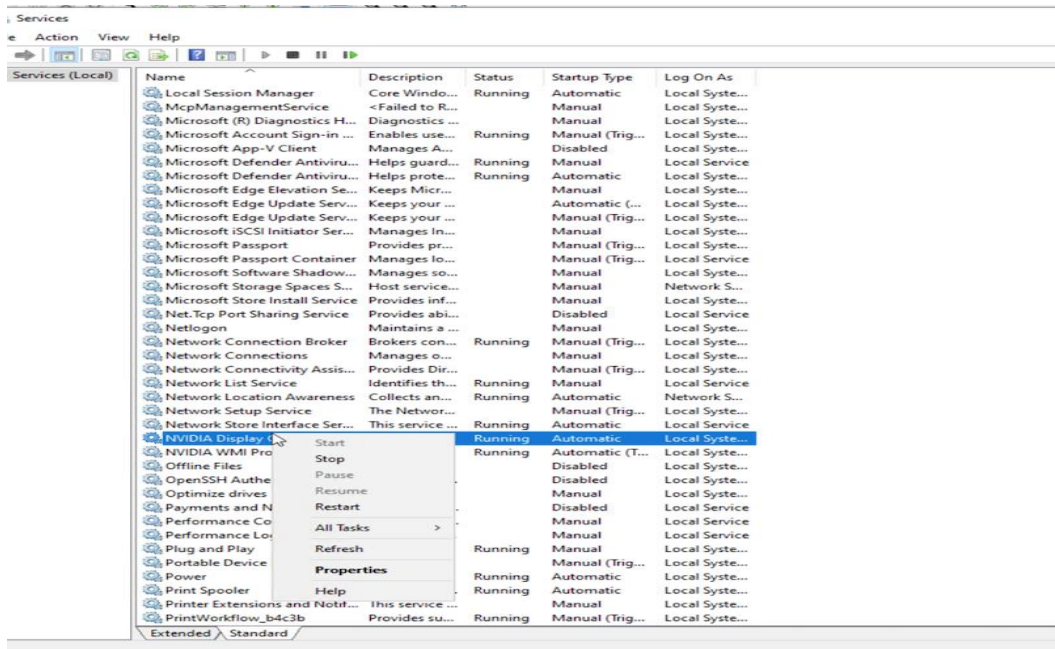 Services
e Action View Help
Services (Local)
Name Description Status Startup Type Log On As
Local Session Manager Core Windo... Running Automatic Local Syste...
McpManagementService <Failed to R... Manual Local Syste...
Microsoft (R) Diagnostics H... Diagnostics ... Manual Local Syste...
Microsoft Account Sign-in ... Enables use... Running Manual (Trig... Local Syste...
Microsoft App-V Client Manages A... Disabled Local Syste...
Microsoft Defender Antiviru... Helps guard... Running Manual Local Service
Microsoft Defender Antiviru... Helps prote... Running Automatic Local Syste...
Microsoft Edge Elevation Se... Keeps Micr... Manual Local Syste...
Microsoft Edge Update Serv... Keeps your ... Automatic (... Local Syste...
Microsoft Edge Update Serv... Keeps your ... Manual (Trig... Local Syste...
Microsoft iSCSI Initiator Ser... Manages In... Manual Local Syste...
Microsoft Passport Provides pr... Manual (Trig... Local Syste...
Microsoft Passport Container Manages lo... Manual (Trig... Local Service
Microsoft Software Shadow... Manages so... Manual Local Syste...
Microsoft Storage Spaces S... Host service... Manual Network S...
Microsoft Store Install Service Provides inf... Manual Local Syste...
Net.Tcp Port Sharing Service Provides abi... Disabled Local Service
Netlogon Maintains a ... Manual Local Syste...
Network Connection Broker Brokers con... Running Manual (Trig... Local Syste...
Network Connections Manages o... Manual Local Syste...
Network Connectivity Assis... Provides Dir... Manual (Trig... Local Syste...
Network List Service Identifies th... Running Manual Local Service
Network Location Awareness Collects an... Running Automatic Network S...
Network Setup Service The Networ... Manual (Trig... Local Syste...
Network Store Interface Ser... This service ... Running Automatic Local Service
NVIDIA Display Running Automatic Local Syste...
NVIDIA WMI Pro Running Automatic (T... Local Syste...
Offline Files Disabled Local Syste...
OpenSSH Authe Disabled Local Syste...
Optimize drives Manual Local Syste...
Payments and N Disabled Local Service
Performance Co Manual Local Service
Performance Lo Manual Local Service
Plug and Play Running Manual Local Syste...
Portable Device Manual (Trig... Local Syste...
Power Running Automatic Local Syste...
Print Spooler Running Automatic Local Syste...
Printer Extensions and Notif... This service ... Manual Local Syste...
PrintWorkflow_b4c3b Provides su... Running Manual (Trig... Local Syste...
Start
Stop
Pause
Resume
Restart
All Tasks >
Refresh
Properties
Help
Extended Standard